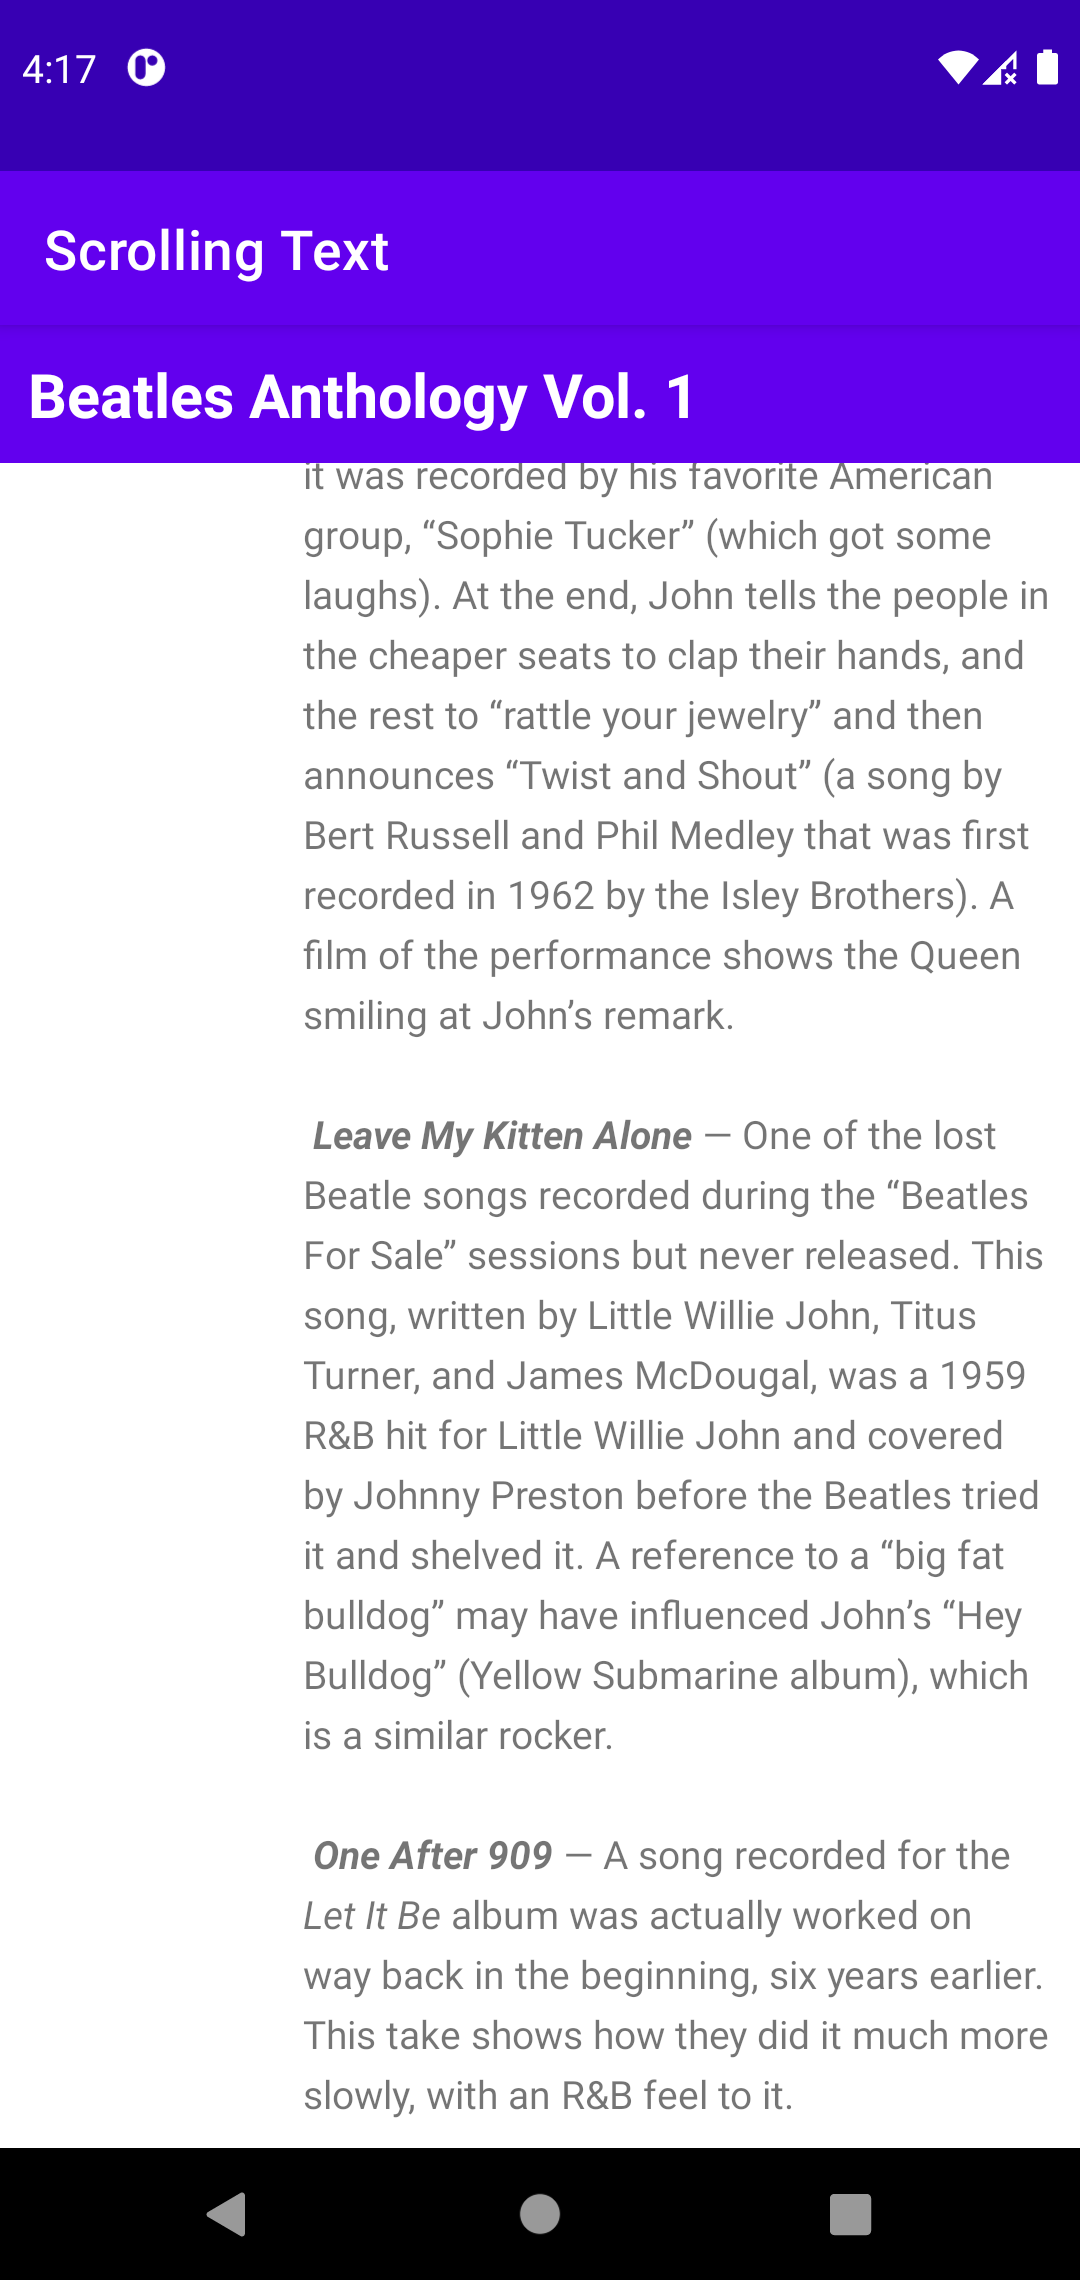 4:17
Scrolling Text
Beatles Anthology Vol. 1
it was recorded by his favorite American
group, “Sophie Tucker” (which got some
laughs). At the end, John tells the people in
the cheaper seats to clap their hands, and
the rest to “rattle your jewelry” and then
announces “Twist and Shout” (a song by
Bert Russell and Phil Medley that was first
recorded in 1962 by the Isley Brothers). A
film of the performance shows the Queen
smiling at John’s remark.
Leave My Kitten Alone — One of the lost
Beatle songs recorded during the “Beatles
For Sale” sessions but never released. This
song, written by Little Willie John, Titus
Turner, and James McDougal, was a 1959
R&B hit for Little Willie John and covered
by Johnny Preston before the Beatles tried
it and shelved it. A reference to a “big fat
bulldog” may have influenced John’s “Hey
Bulldog” (Yellow Submarine album), which
is a similar rocker.
One After 909 — A song recorded for the
Let It Be album was actually worked on
way back in the beginning, six years earlier.
This take shows how they did it much more
slowly, with an R&B feel to it.